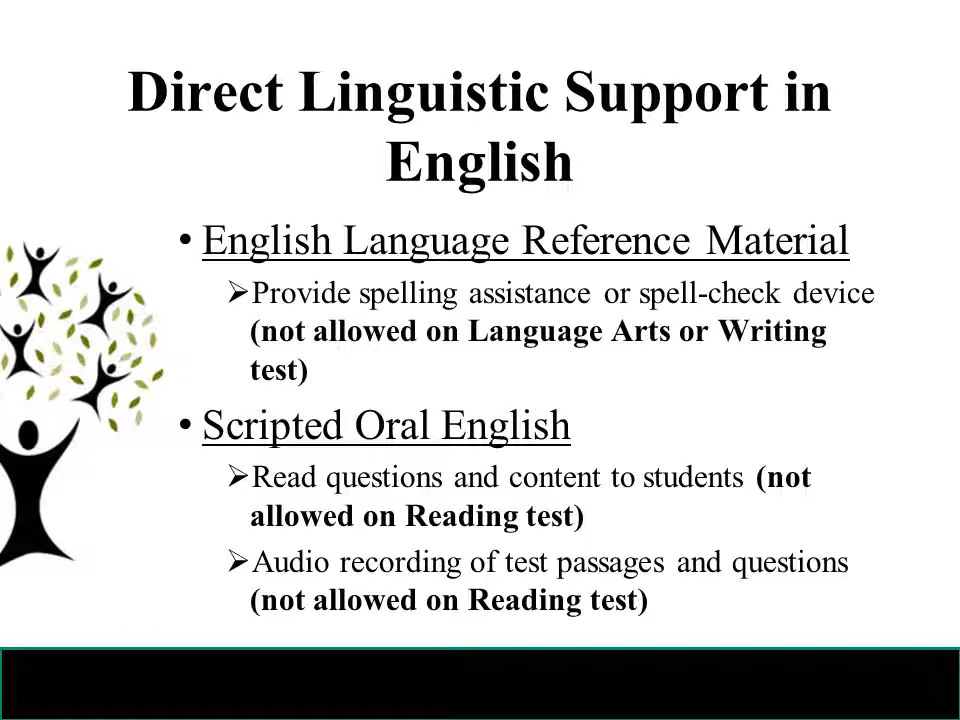 Direct Linguistic Support in
English
• English Language Reference Material
➢Provide spelling assistance or spell-check device
(not allowed on Language Arts or Writing
test)
• Scripted Oral English
➢Read questions and content to students (not
allowed on Reading test)
➢Audio recording of test passages and questions
(not allowed on Reading test)